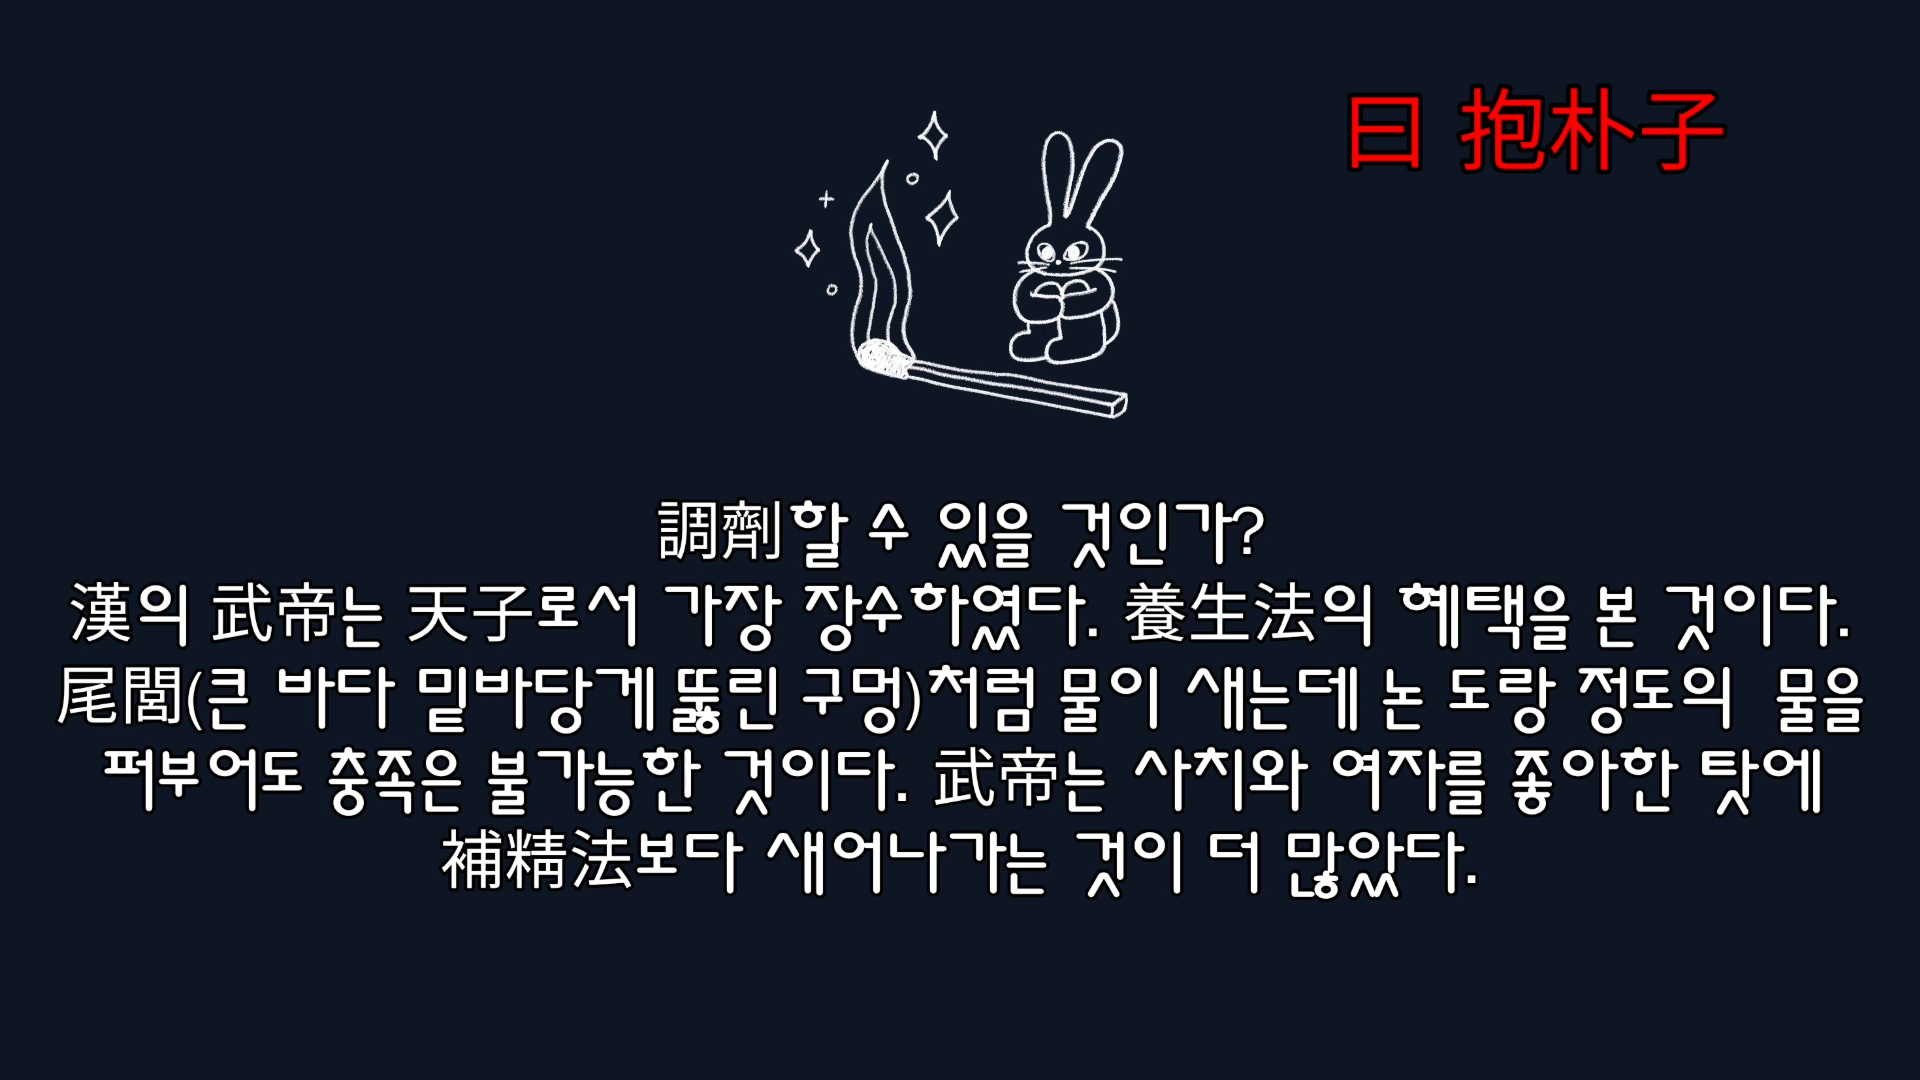 曰 抱朴子
調劑할 수 있을 것인가?
漢의 武帝는 天子로서 가장 장수하였다. 養生法의 혜택을 본 것이다.
尾閭(큰 바다 밑바당게 뚫린 구멍)처럼 물이 새는데 논 도랑 정도의 물을
퍼부어도 충족은 불가능한 것이다. 武帝는 사치와 여자를 좋아한 탓에
補精法보다 새어나가는 것이 더 많았다.